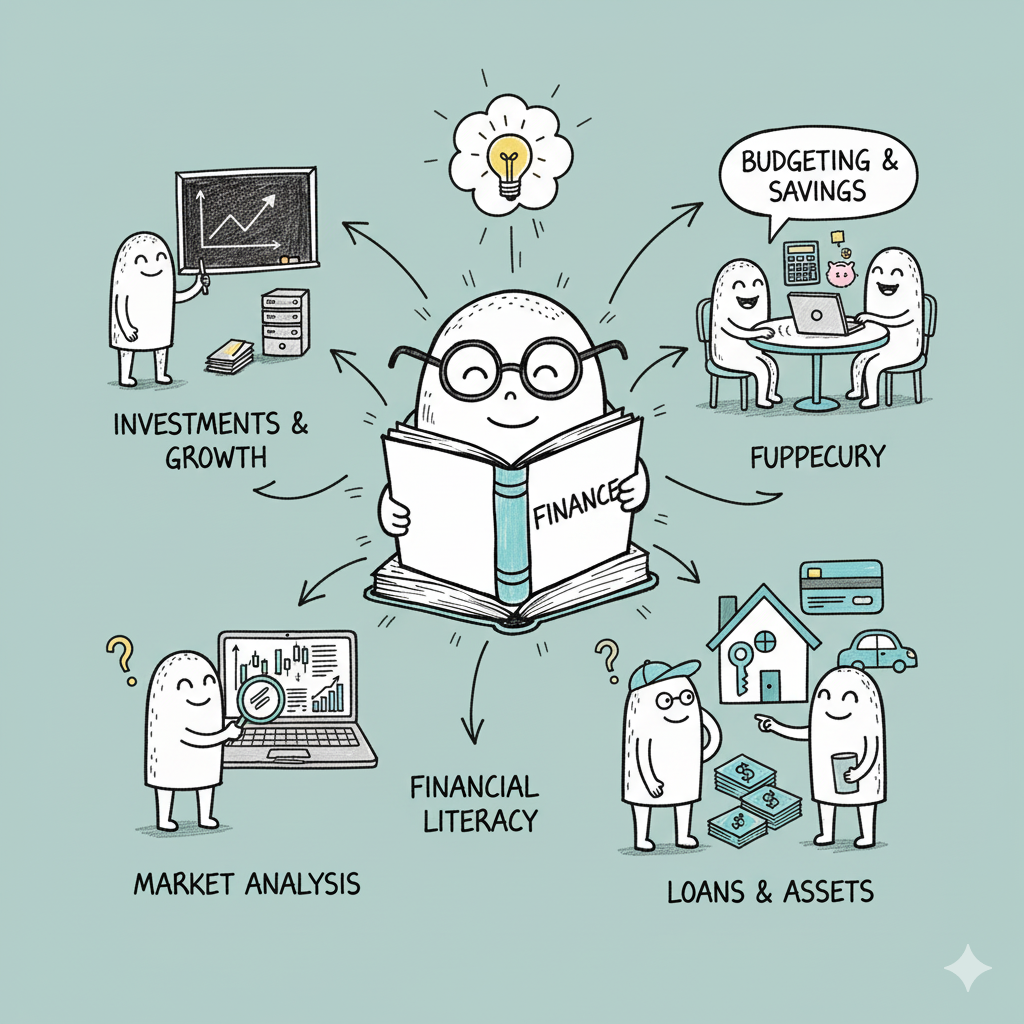 BUDGETING &
SAVINGS
INVESTMENTS &
GROWTH
FUPPECURY
FINANCE
FINANCIAL
LITERACY
MARKET ANALYSIS
LOANS & ASSETS